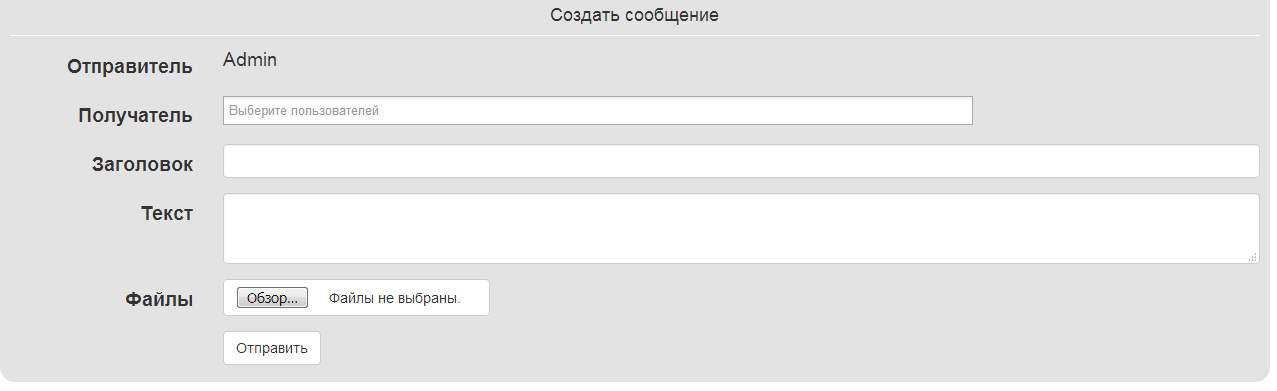 Создать сообщение
Отправитель Admin
Получатель Выберите пользователей
Заголовок
Текст
Файлы Обзор... Файлы не выбраны.
Отправить